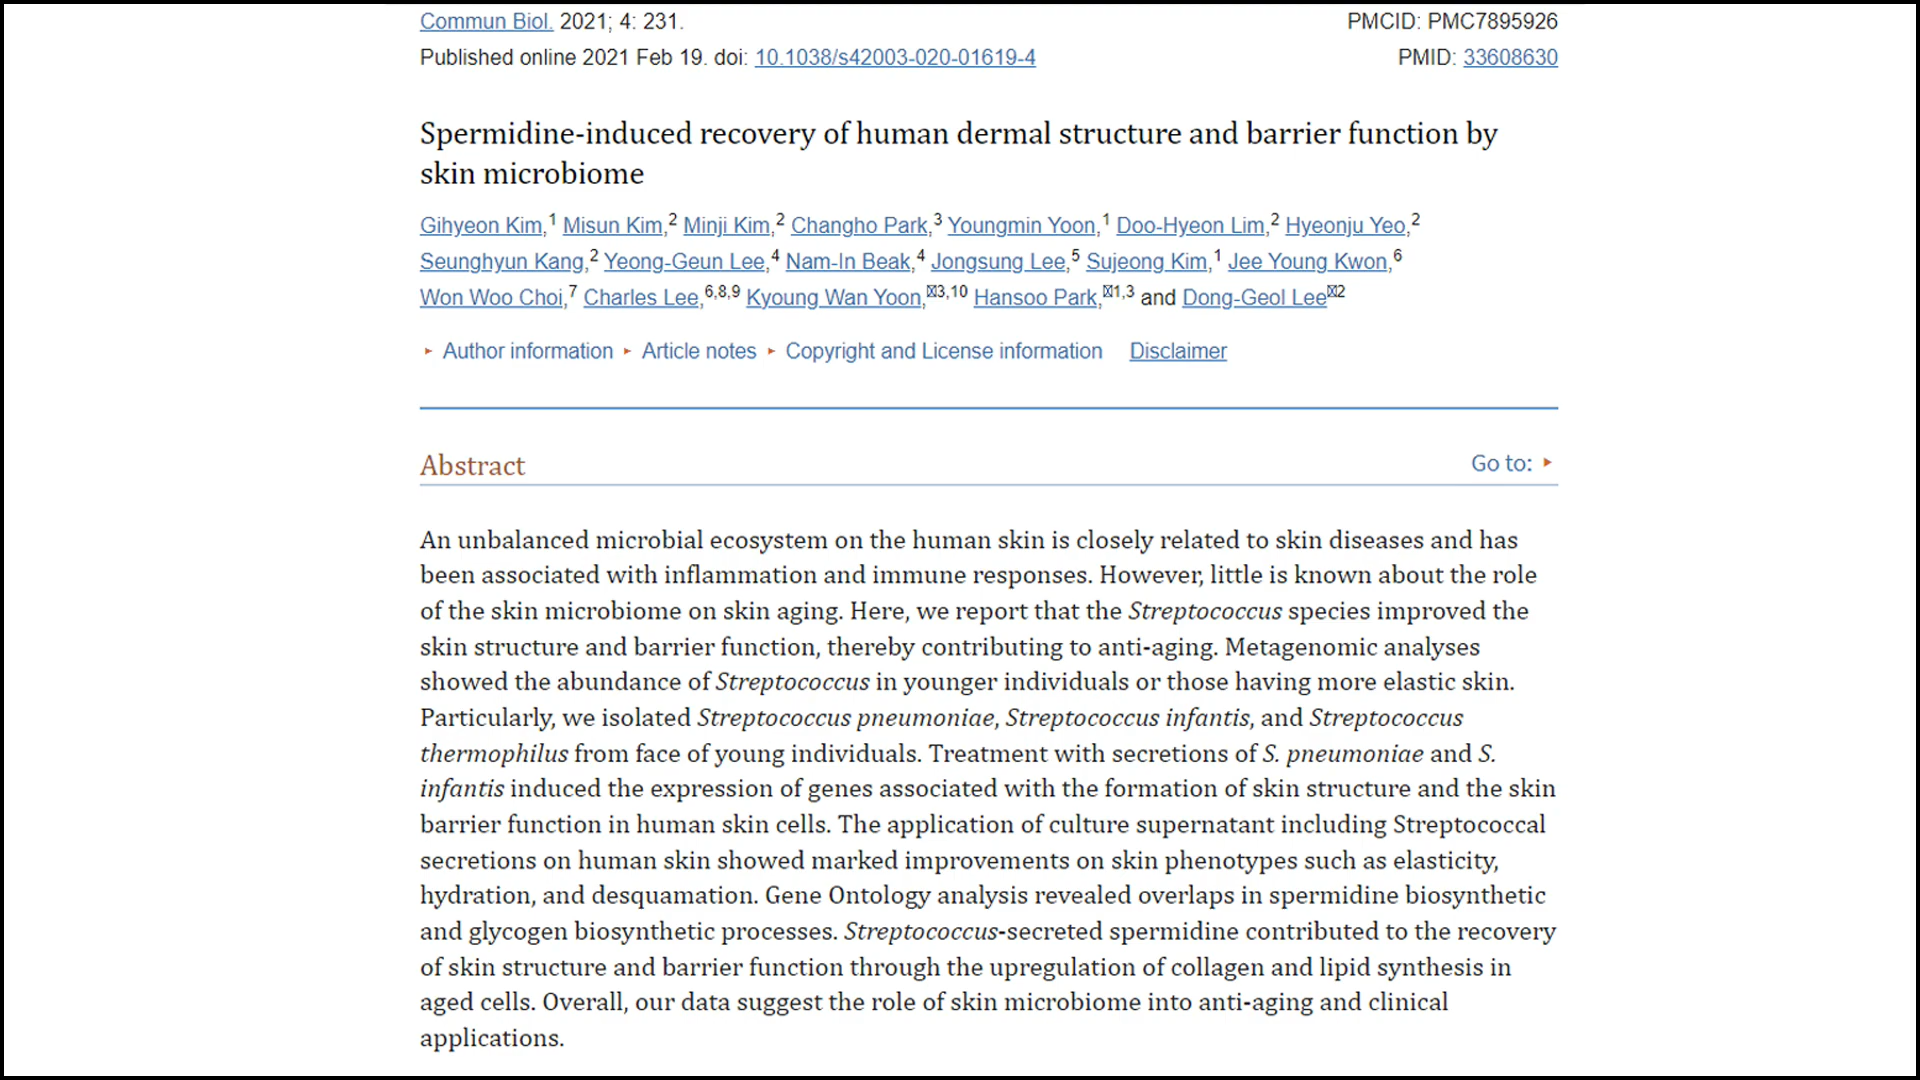 Commun Biol. 2021; 4: 231.
PMCID: PMC7895926
Published online 2021 Feb 19. doi: 10.1038/s42003-020-01619-4
PMID: 33608630
Spermidine-induced recovery of human dermal structure and barrier function by
skin microbiome
Gihyeon Kim,1 Misun Kim,2 Minji Kim,2 Changho Park,3 Youngmin Yoon,1 Doo-Hyeon Lim,2 Hyeonju Yeo,2
Seunghyun Kang,2 Yeong-Geun Lee,4 Nam-In Beak,4 Jongsung Lee,5 Sujeong Kim,1 Jee Young Kwon,6
Won Woo Choi,7 Charles Lee,6,8,9 Kyoung Wan Yoon,3,10 Hansoo Park,1,3 and Dong-Geol Lee2
Author information Article notes Copyright and License information Disclaimer
Abstract
Go to:
An unbalanced microbial ecosystem on the human skin is closely related to skin diseases and has
been associated with inflammation and immune responses. However, little is known about the role
of the skin microbiome on skin aging. Here, we report that the Streptococcus species improved the
skin structure and barrier function, thereby contributing to anti-aging. Metagenomic analyses
showed the abundance of Streptococcus in younger individuals or those having more elastic skin.
Particularly, we isolated Streptococcus pneumoniae, Streptococcus infantis, and Streptococcus
thermophilus from face of young individuals. Treatment with secretions of S. pneumoniae and S.
infantis induced the expression of genes associated with the formation of skin structure and the skin
barrier function in human skin cells. The application of culture supernatant including Streptococcal
secretions on human skin showed marked improvements on skin phenotypes such as elasticity,
hydration, and desquamation. Gene Ontology analysis revealed overlaps in spermidine biosynthetic
and glycogen biosynthetic processes. Streptococcus-secreted spermidine contributed to the recovery
of skin structure and barrier function through the upregulation of collagen and lipid synthesis in
aged cells. Overall, our data suggest the role of skin microbiome into anti-aging and clinical
applications.